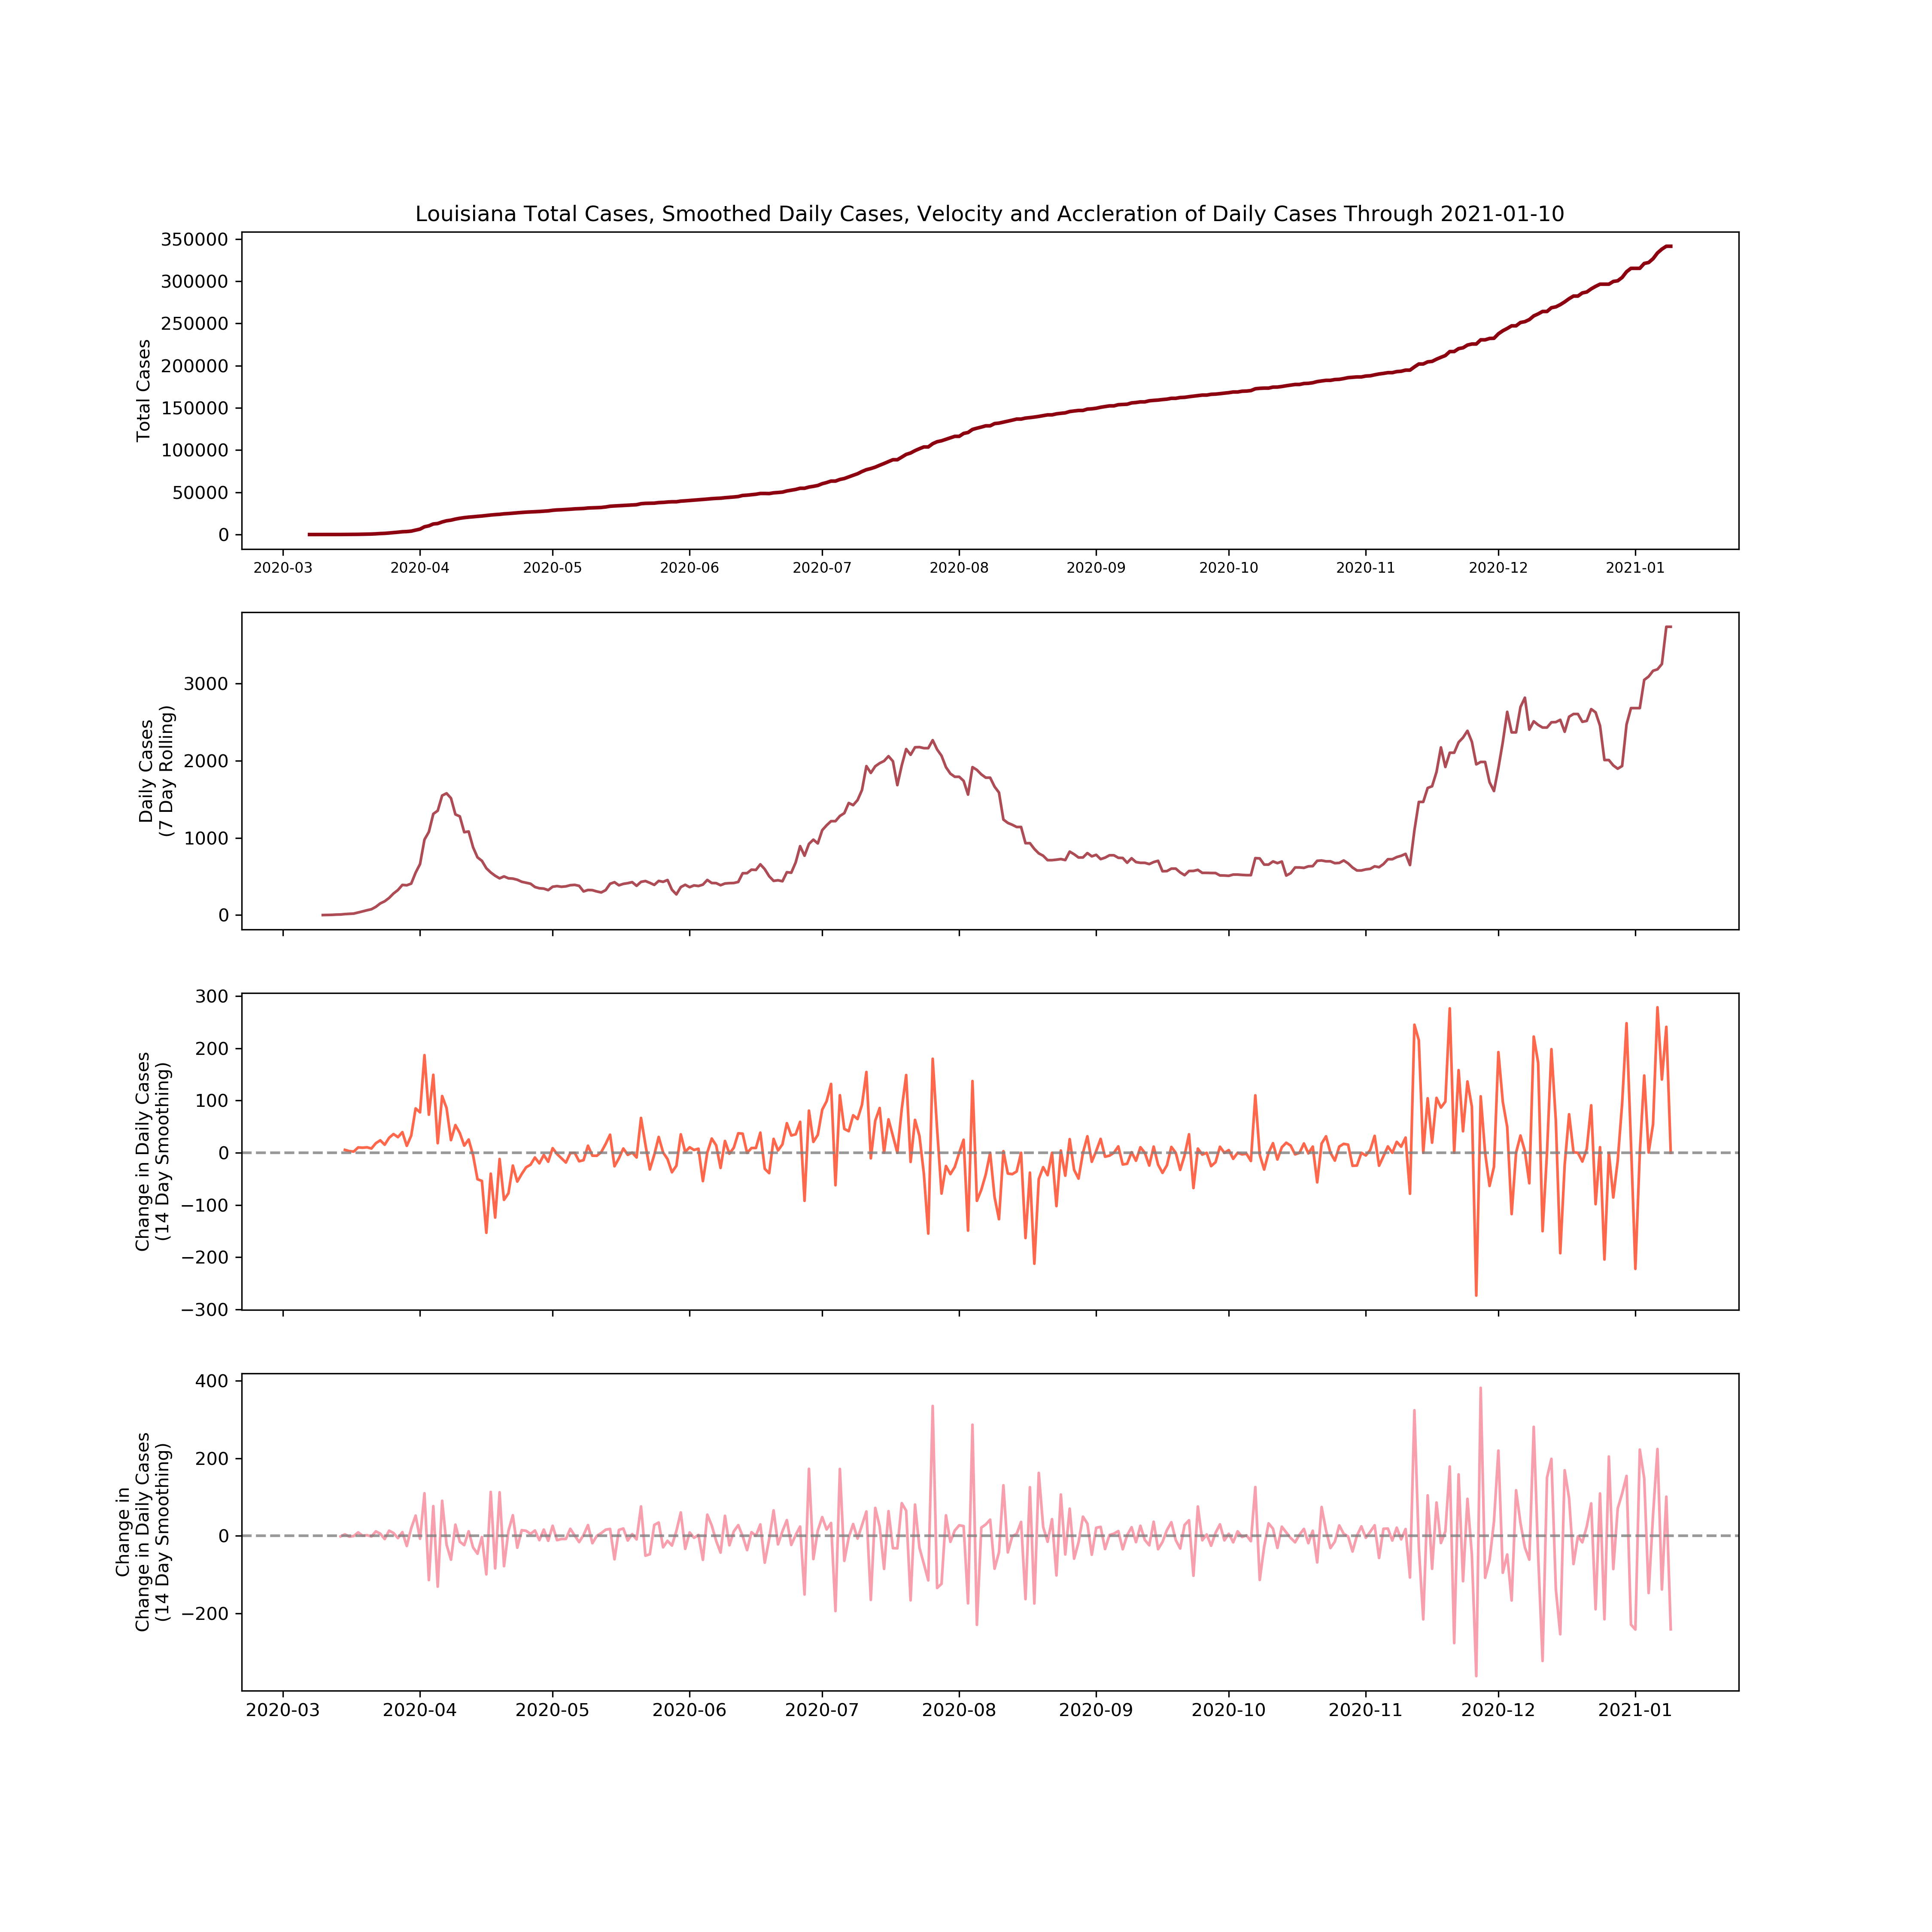 Louisiana Total Cases, Smoothed Daily Cases, Velocity and Accleration of Daily Cases Through 2021-01-10
Total Cases
350000
300000
250000
200000
150000
100000
50000
0
2020-03 2020-04 2020-05 2020-06 2020-07 2020-08 2020-09 2020-10 2020-11 2020-12 2021-01
Daily Cases
(7 Day Rolling)
3000
2000
1000
0
Change in Daily Cases
(14 Day Smoothing)
300
200
100
0
−100
−200
−300
Change in
Change in Daily Cases
(14 Day Smoothing)
400
200
0
−200
2020-03 2020-04 2020-05 2020-06 2020-07 2020-08 2020-09 2020-10 2020-11 2020-12 2021-01